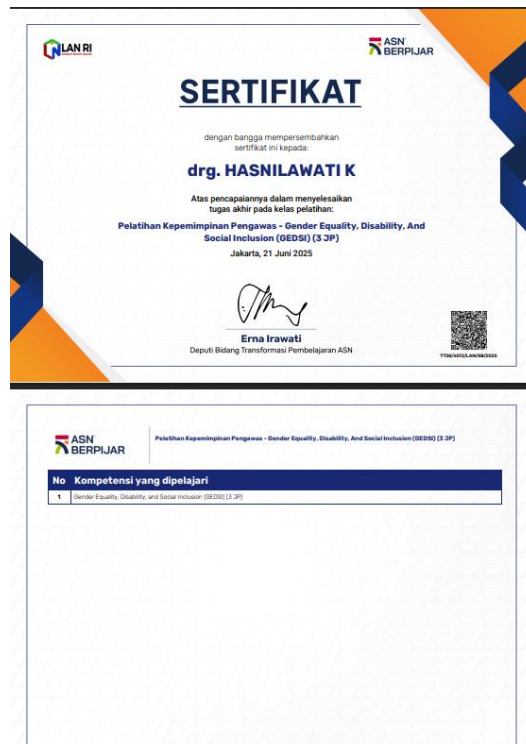 LAN RI
ASN
BERPIJAR
SERTIFIKAT
dengan bangga mempersembahkan
sertifikat ini kepada:
drg. HASNILAWATI K
Atas pencapaiannya dalam menyelesaikan
tugas akhir pada kelas pelatihan:
Pelatihan Kepemimpinan Pengawas - Gender Equality, Disability, And
Social Inclusion (GEDSI) (3 JP)
Jakarta, 21 Juni 2025
Erna Irawati
Deputi Bidang Transformasi Pembelajaran ASN
ASN
BERPIJAR
Pelatihan Kepemimpinan Pengawas - Gender Equality, Disability, And Social Inclusion (GEDSI) (3 JP)
No Kompetensi yang dipelajari
1 Gender Equality, Disability, and Social Inclusion (GEDSI) (3 JP)